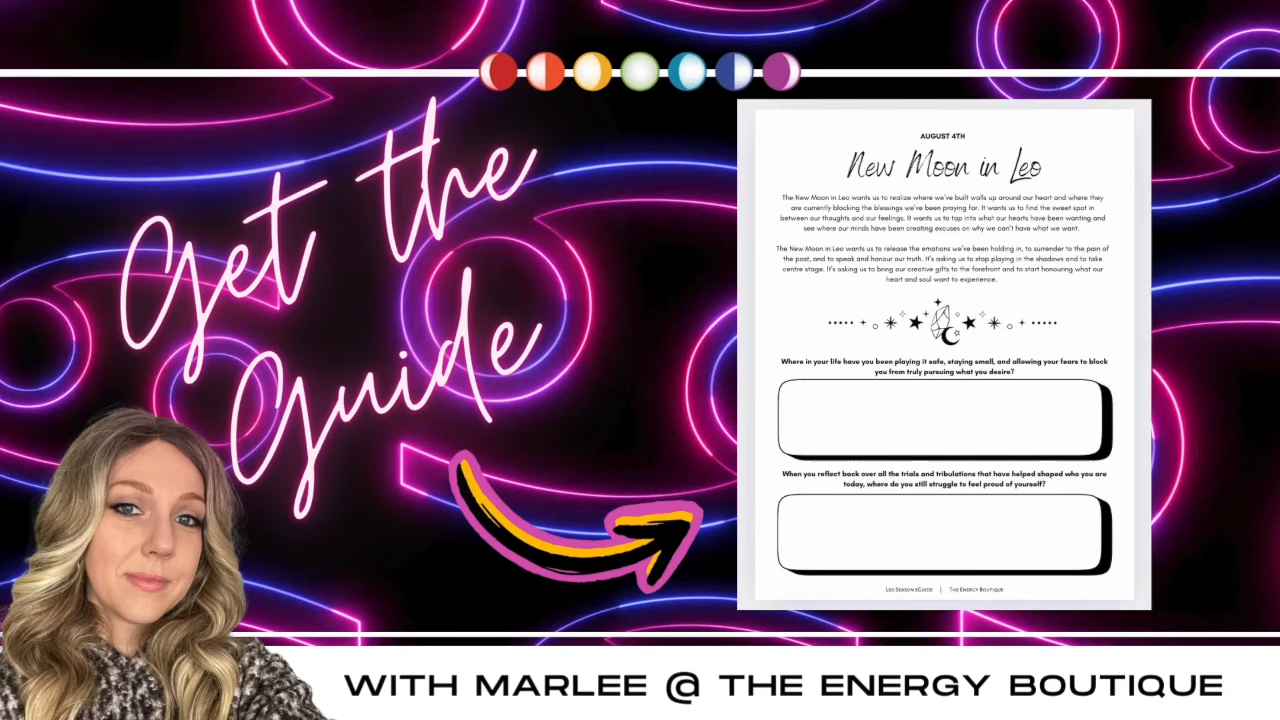 Get the
Guide
AUGUST 4TH
New Moon in Leo
The New Moon in Leo wants us to realize where we've built walls up around our heart and where they
are currently blocking the blessings we've been praying for. It wants us to find the sweet spot in
between our thoughts and our feelings. It wants us to tap into what our hearts have been wanting and
see where our minds have been creating excuses on why we can't have what we want.
The New Moon in Leo wants us to release the emotions we've been holding in, to surrender to the pain of
the past, and to speak and honour our truth. It's asking us to stop playing in the shadows and to take
centre stage. It's asking us to bring our creative gifts to the forefront and to start honouring what our
heart and soul want to experience.
Where in your life have you been playing it safe, staying small, and allowing your fears to block
you from truly pursuing what you desire?
When you reflect back over all the trials and tribulations that have helped shaped who you are
today, where do you still struggle to feel proud of yourself?
Leo Season eGuide | The Energy Boutique
WITH MARLEE @ THE ENERGY BOUTIQUE